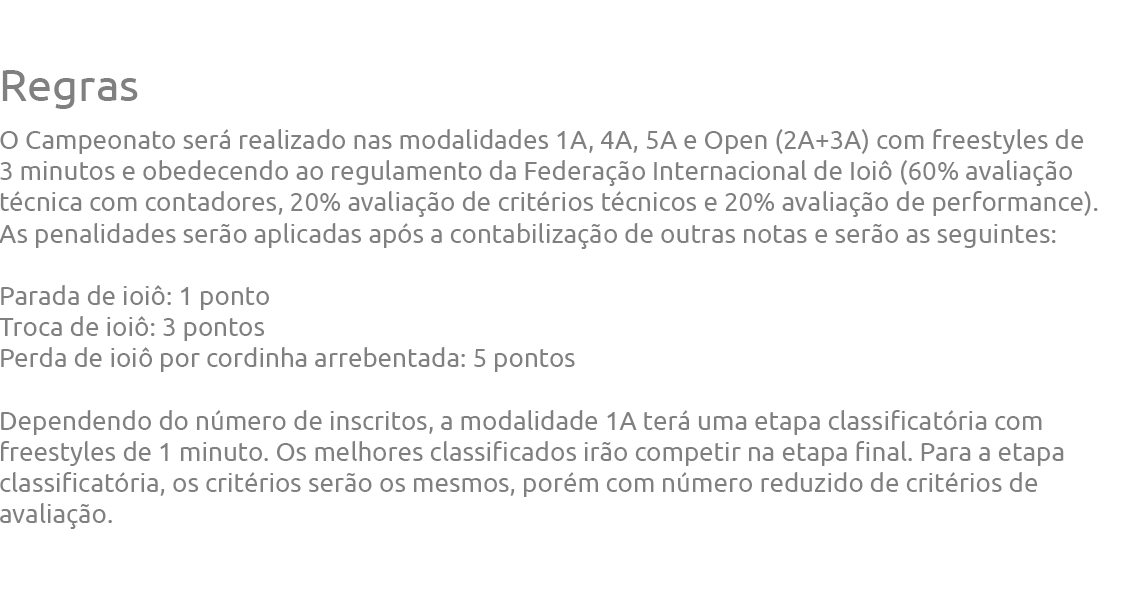 Regras
O Campeonato será realizado nas modalidades 1A, 4A, 5A e Open (2A+3A) com freestyles de
3 minutos e obedecendo ao regulamento da Federação Internacional de Ioiô (60% avaliação
técnica com contadores, 20% avaliação de critérios técnicos e 20% avaliação de performance).
As penalidades serão aplicadas após a contabilização de outras notas e serão as seguintes:
Parada de ioiô: 1 ponto
Troca de ioiô: 3 pontos
Perda de ioiô por cordinha arrebentada: 5 pontos
Dependendo do número de inscritos, a modalidade 1A terá uma etapa classificatória com
freestyles de 1 minuto. Os melhores classificados irão competir na etapa final. Para a etapa
classificatória, os critérios serão os mesmos, porém com número reduzido de critérios de
avaliação.